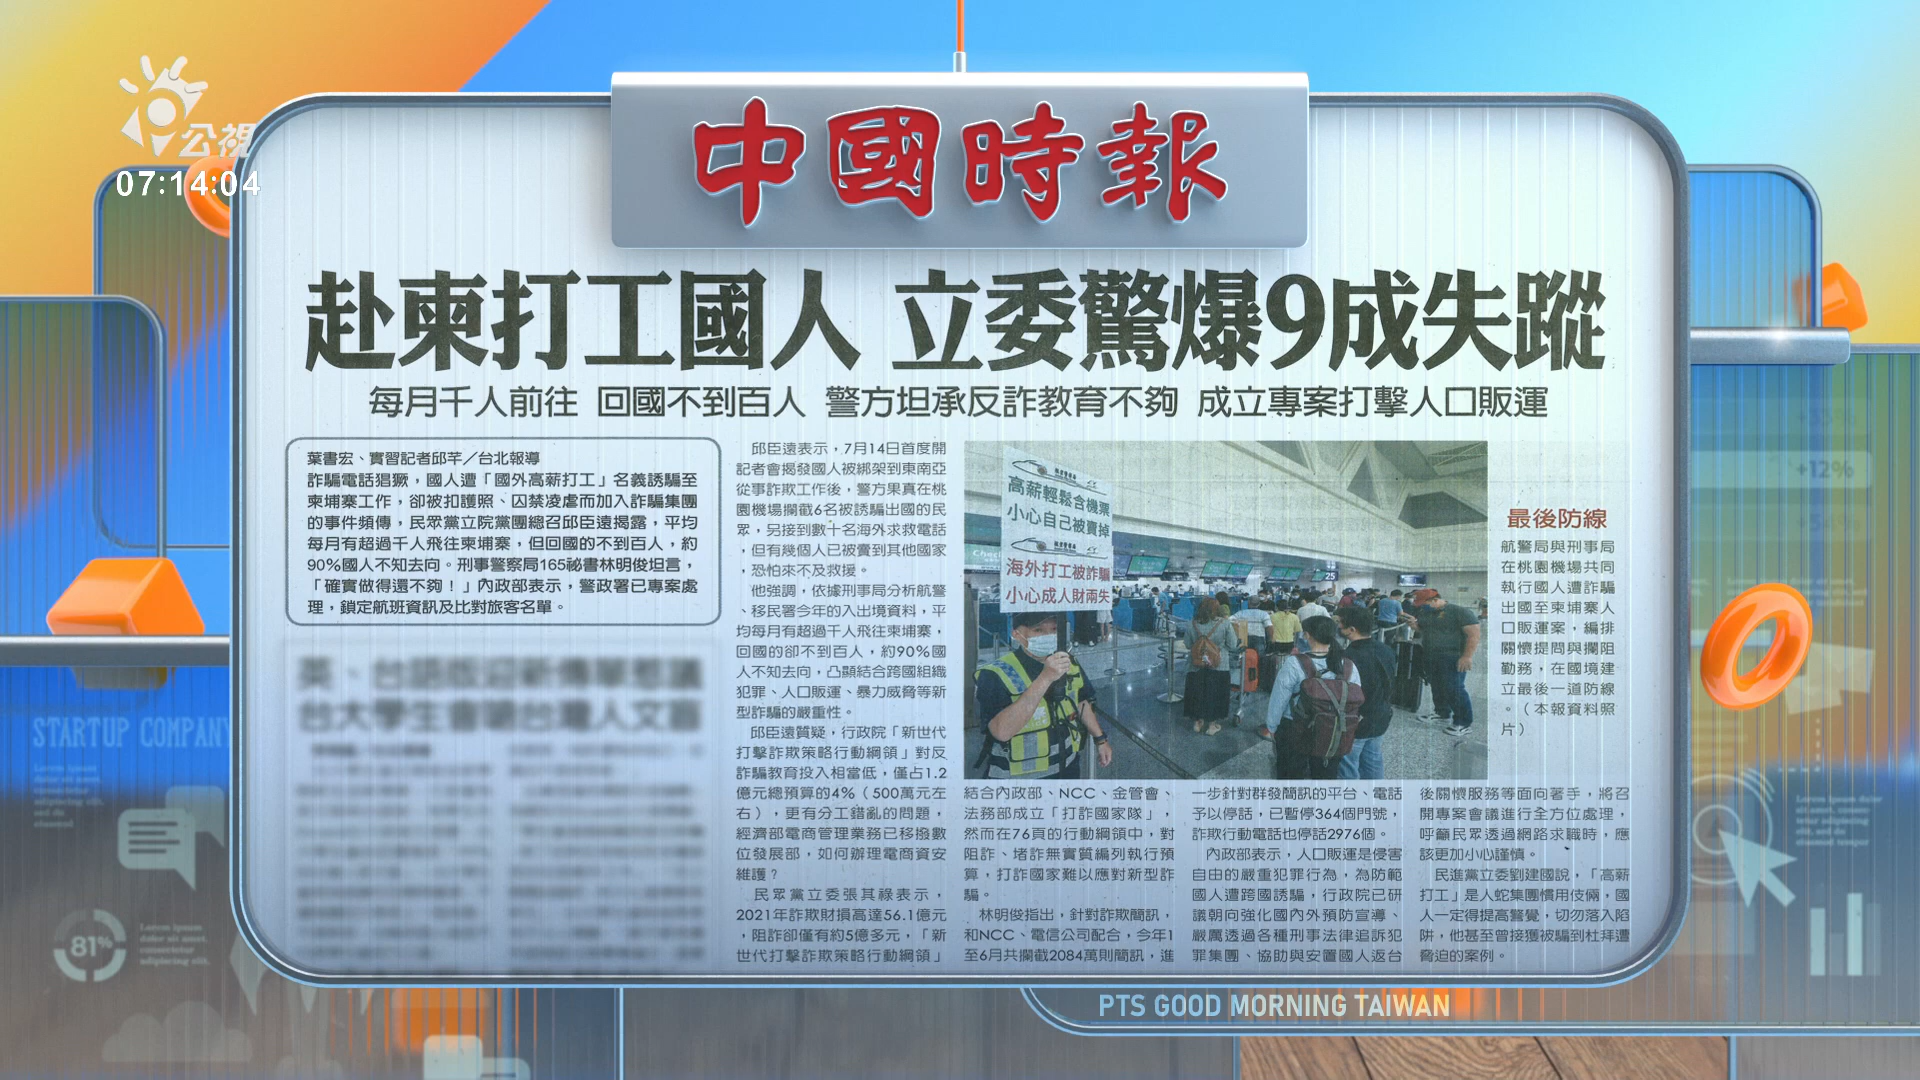 公視
07:14:04
中國時報
赴柬打工國人 立委驚爆9成失蹤
每月千人前往 回國不到百人 警方坦承反詐教育不夠 成立專案打擊人口販運
葉書宏、實習記者邱芊／台北報導
詐騙電話猖獗，國人遭「國外高薪打工」名義誘騙至
柬埔寨工作，卻被扣護照、囚禁凌虐而加入詐騙集團
的事件頻傳，民眾黨立院黨團總召邱臣遠揭露，平均
每月有超過千人飛往柬埔寨，但回國的不到百人，約
90%國人不知去向。刑事警察局165祕書林明俊坦言，
「確實做得還不夠！」內政部表示，警政署已專案處
理，鎖定航班資訊及比對旅客名單。
邱臣遠表示，7月14日首度開
記者會揭發國人被綁架到東南亞
從事詐欺工作後，警方果真在桃
園機場攔截6名被誘騙出國的民
眾，另接到數十名海外求救電話
，但有幾個人已被賣到其他國家
，恐怕來不及救援。
他強調，依據刑事局分析航警
、移民署今年的入出境資料，平
均每月有超過千人飛往柬埔寨，
回國的卻不到百人，約90%國
人不知去向，凸顯結合跨國組織
犯罪、人口販運、暴力威脅等新
型詐騙的嚴重性。
邱臣遠質疑，行政院「新世代
打擊詐欺策略行動綱領」對反
詐騙教育投入相當低，僅占1.2
億元總預算的4%（500萬元左
右），更有分工錯亂的問題，
經濟部電商管理業務已移撥數
位發展部，如何辦理電商資安
維護？
民眾黨立委張其祿表示，
2021年詐欺財損高達56.1億元
，阻詐卻僅有約5億多元，「新
世代打擊詐欺策略行動綱領」
高薪輕鬆含機票
小心自己被賣掉
海外打工被詐騙
小心成人財兩失
25
最後防線
航警局與刑事局
在桃園機場共同
執行國人遭詐騙
出國至柬埔寨人
口販運案，編排
關懷提問與攔阻
勤務，在國境建
立最後一道防線
。（本報資料照
片）
結合內政部、NCC、金管會、
法務部成立「打詐國家隊」，
然而在76頁的行動綱領中，對
阻詐、堵詐無實質編列執行預
算，打詐國家難以應對新型詐
騙。
林明俊指出，針對詐欺簡訊，
和NCC、電信公司配合，今年1
至6月共攔截2084萬則簡訊，進
一步針對群發簡訊的平台、電話
予以停話，已暫停364個門號，
詐欺行動電話也停話2976個。
內政部表示，人口販運是侵害
自由的嚴重犯罪行為，為防範
國人遭跨國誘騙，行政院已研
議朝向強化國內外預防宣導、
嚴厲透過各種刑事法律追訴犯
罪集團、協助與安置國人返台
後關懷服務等面向著手，將召
開專案會議進行全方位處理，
呼籲民眾透過網路求職時，應
該更加小心謹慎。
民進黨立委劉建國說，「高薪
打工」是人蛇集團慣用伎倆，國
人一定得提高警覺，切勿落入陷
阱，他甚至曾接獲被騙到杜拜遭
脅迫的案例。
STARTUP COMPANY
81%
+12%
PTS GOOD MORNING TAIWAN